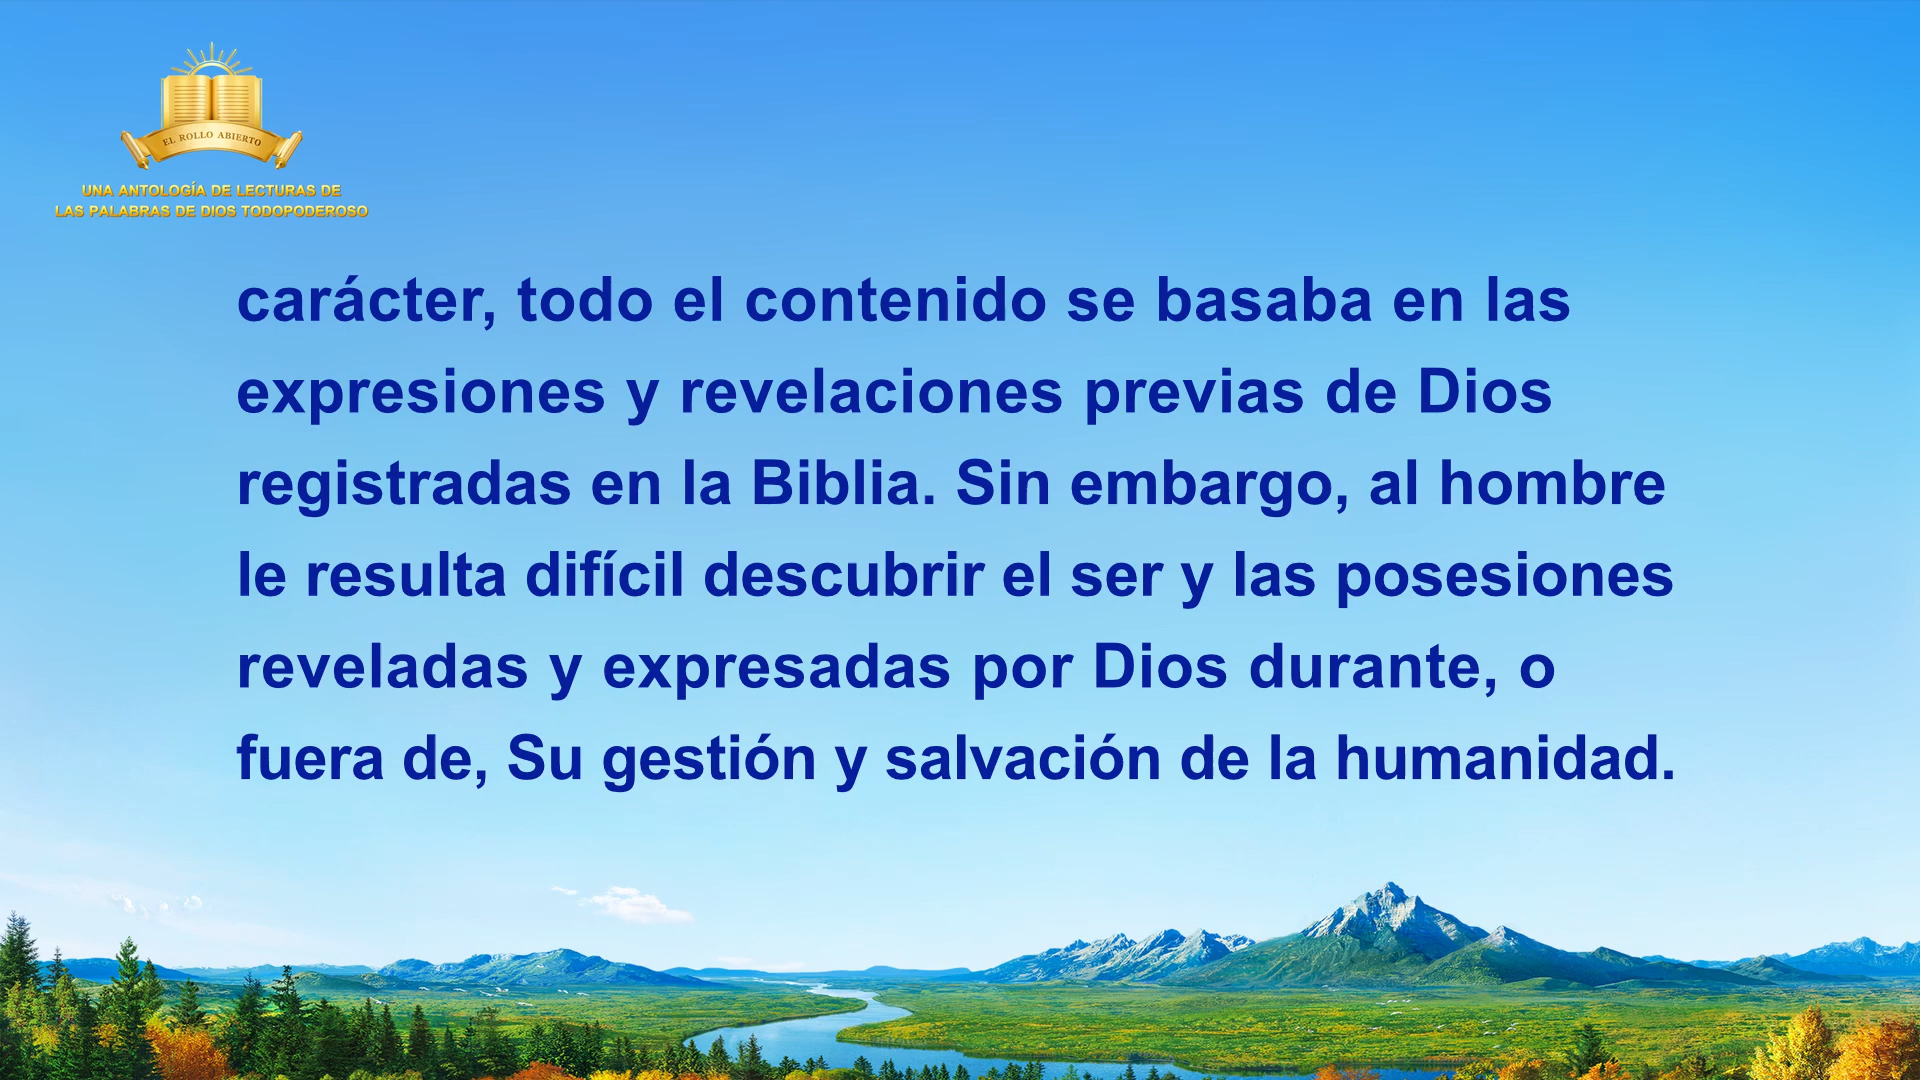 EL ROLLO ABIERTO
UNA ANTOLOGÍA DE LECTURAS DE
LAS PALABRAS DE DIOS TODOPODEROSO
carácter, todo el contenido se basaba en las
expresiones y revelaciones previas de Dios
registradas en la Biblia. Sin embargo, al hombre
le resulta difícil descubrir el ser y las posesiones
reveladas y expresadas por Dios durante, o
fuera de, Su gestión y salvación de la humanidad.